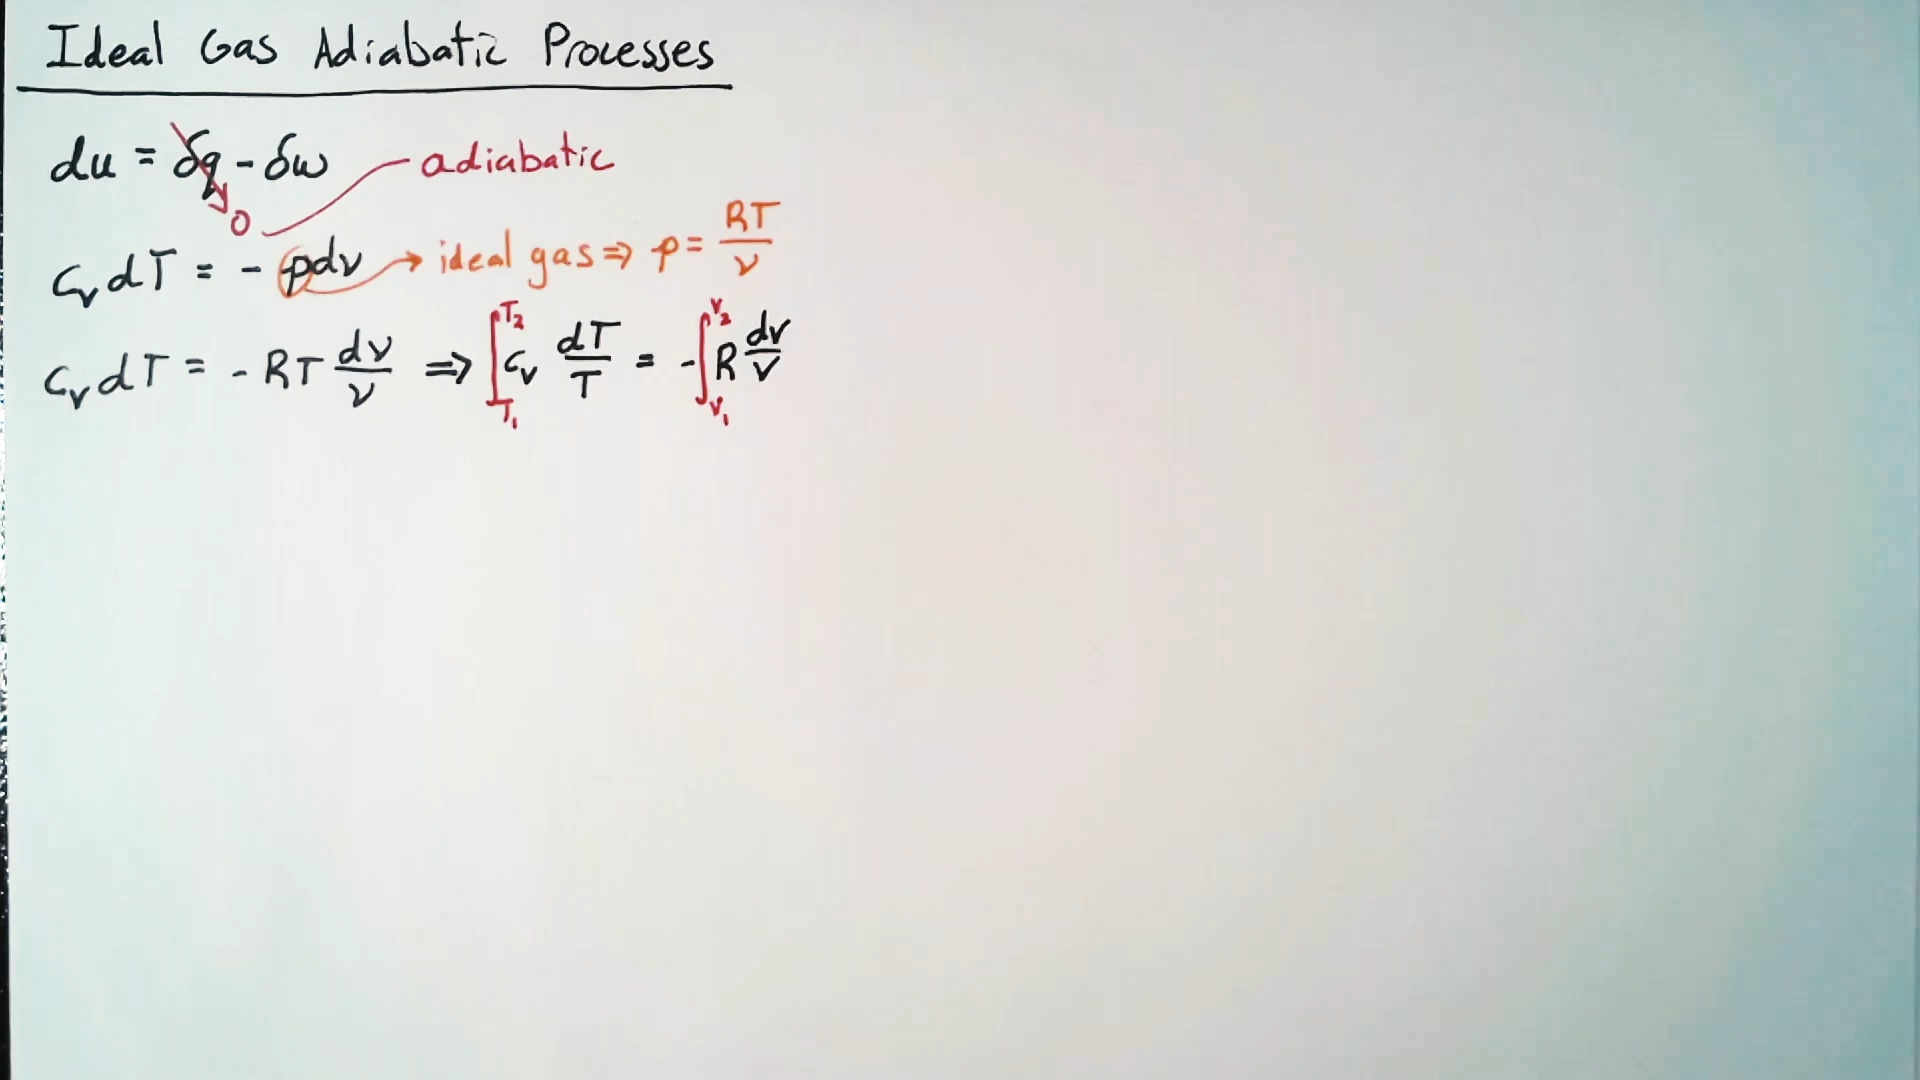 Ideal Gas Adiabatic Processes
du = δq - δw adiabatic
0
c_v dT = - pdv → ideal gas ⇒ p = RT/v
c_v dT = - RT dv/v ⇒ ∫_{T_1}^{T_2} c_v dT/T = - ∫_{v_1}^{v_2} R dv/v